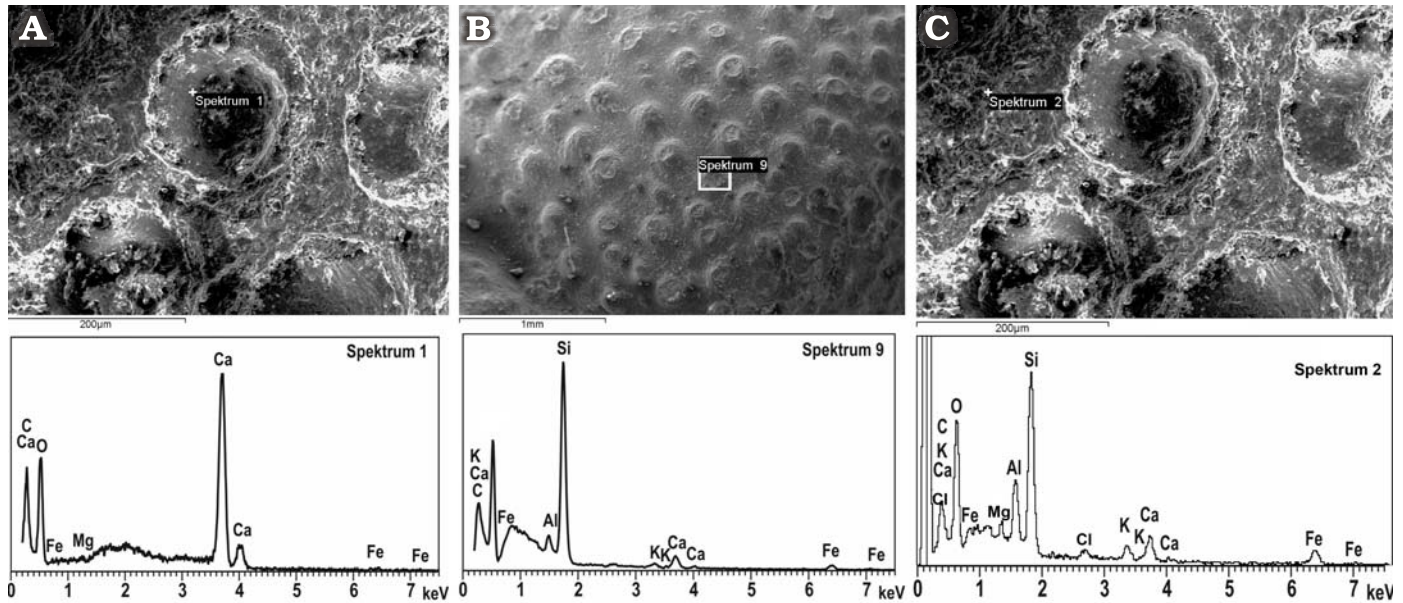 A
Spektrum 1
200µm
B
Spektrum 9
1mm
C
Spektrum 2
200µm
Spektrum 1
C
Ca
O
Fe
Mg
Ca
Ca
Fe
Fe
0 1 2 3 4 5 6 7 keV
Spektrum 9
Si
K
Ca
C
Fe
Al
K
K
Ca
Ca
Fe
Fe
0 1 2 3 4 5 6 7 keV
Spektrum 2
Si
O
C
K
Ca
Cl
Fe
Mg
Al
Cl
K
K
Ca
Ca
Fe
Fe
0 1 2 3 4 5 6 7 keV